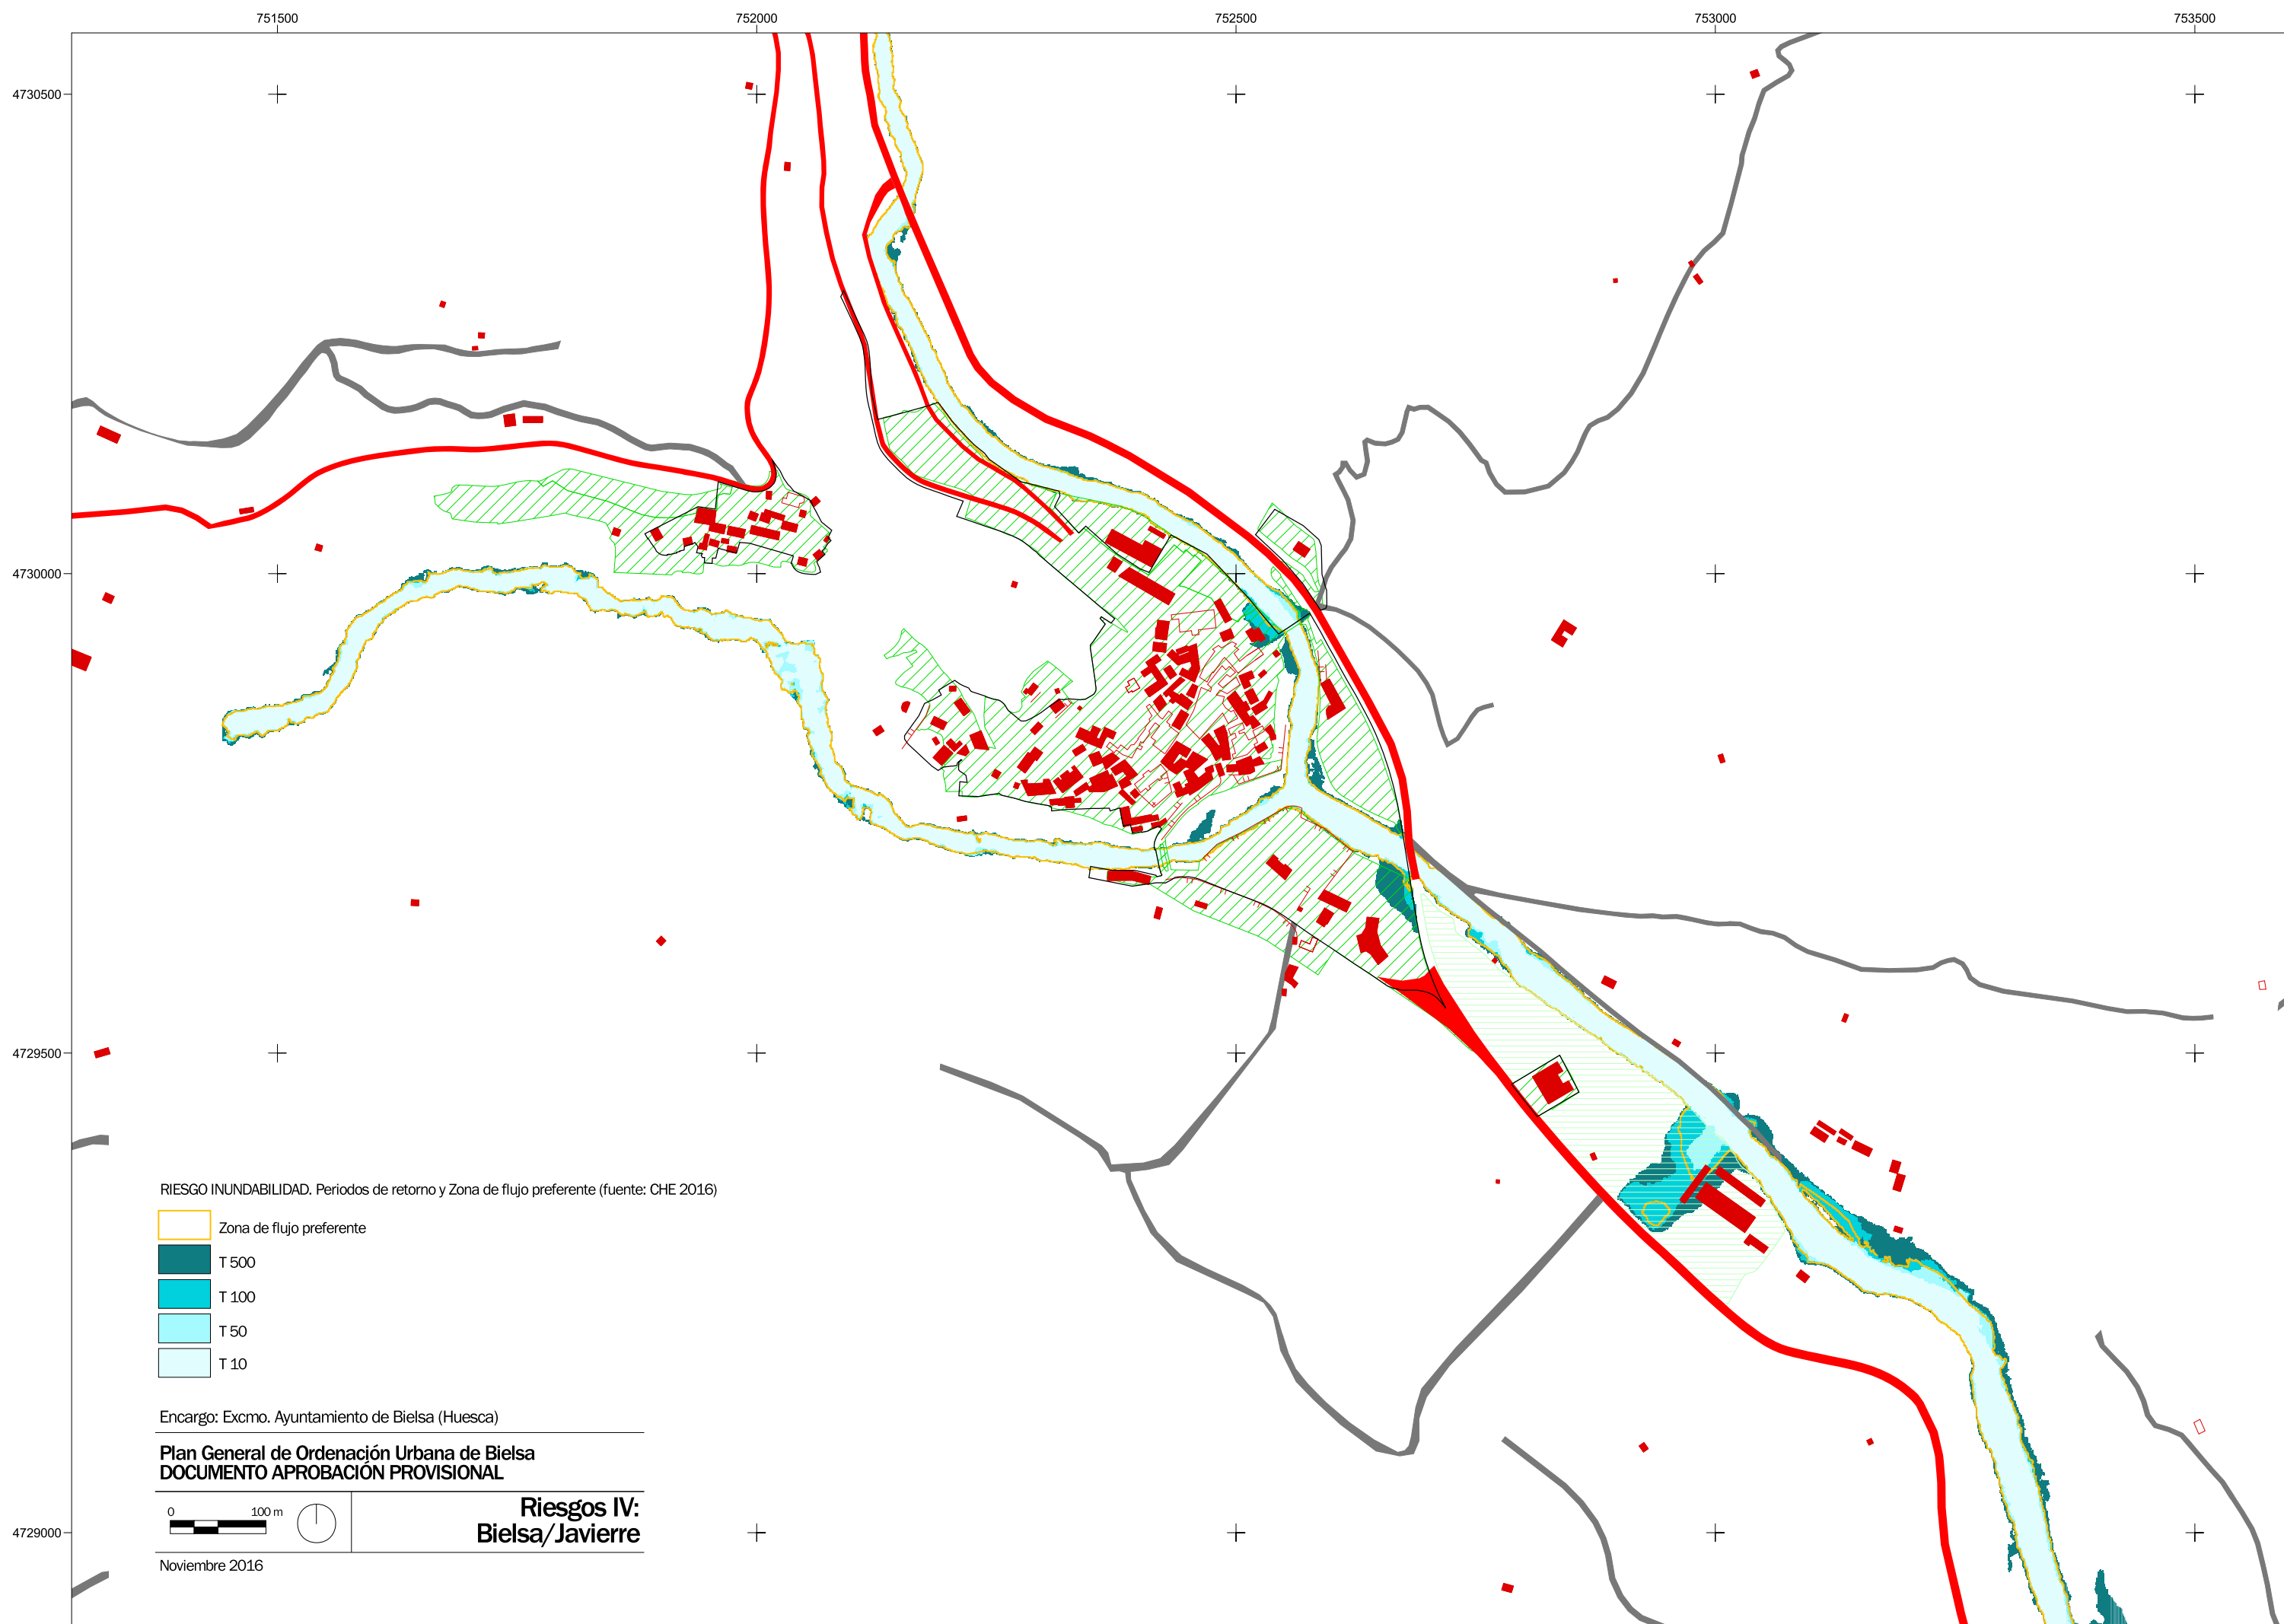 751500 752000 752500 753000 753500
4730500
4730000
4729500
4729000
RIESGO INUNDABILIDAD. Periodos de retorno y Zona de flujo preferente (fuente: CHE 2016)
Zona de flujo preferente
T 500
T 100
T 50
T 10
Encargo: Excmo. Ayuntamiento de Bielsa (Huesca)
Plan General de Ordenación Urbana de Bielsa
DOCUMENTO APROBACIÓN PROVISIONAL
0 100 m
Riesgos IV:
Bielsa/Javierre
Noviembre 2016